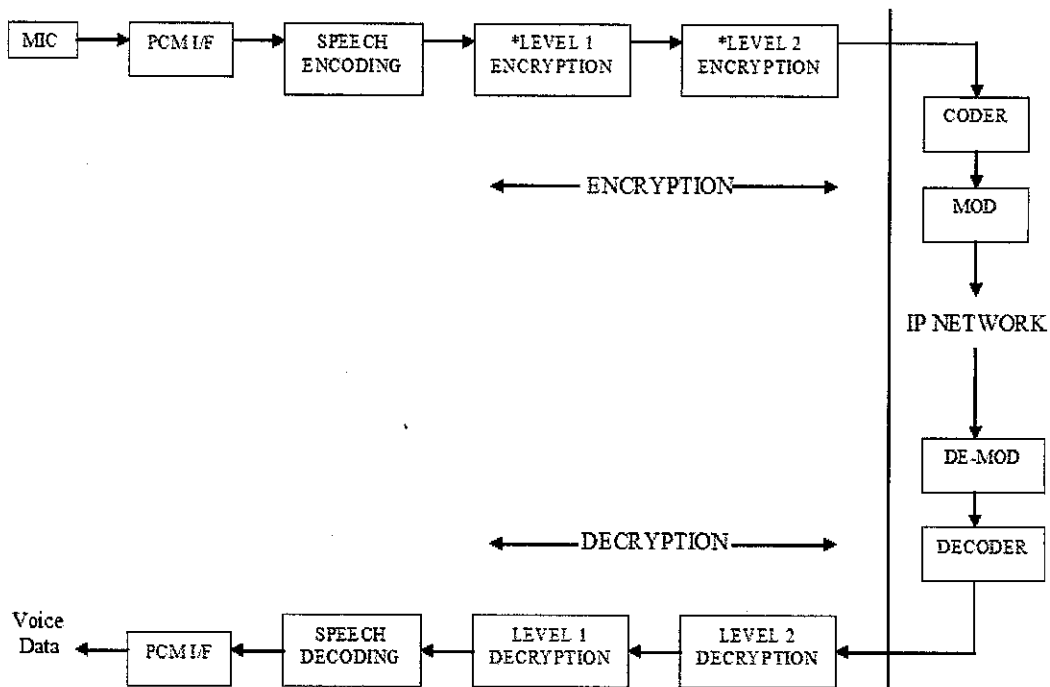 MIC
PCM I/F
SPEECH
ENCODING
*LEVEL 1
ENCRYPTION
*LEVEL 2
ENCRYPTION
CODER
MOD
ENCRYPTION
IP NETWORK
DE-MOD
DECODER
DECRYPTION
Voice
Data
PCM I/F
SPEECH
DECODING
LEVEL 1
DECRYPTION
LEVEL 2
DECRYPTION